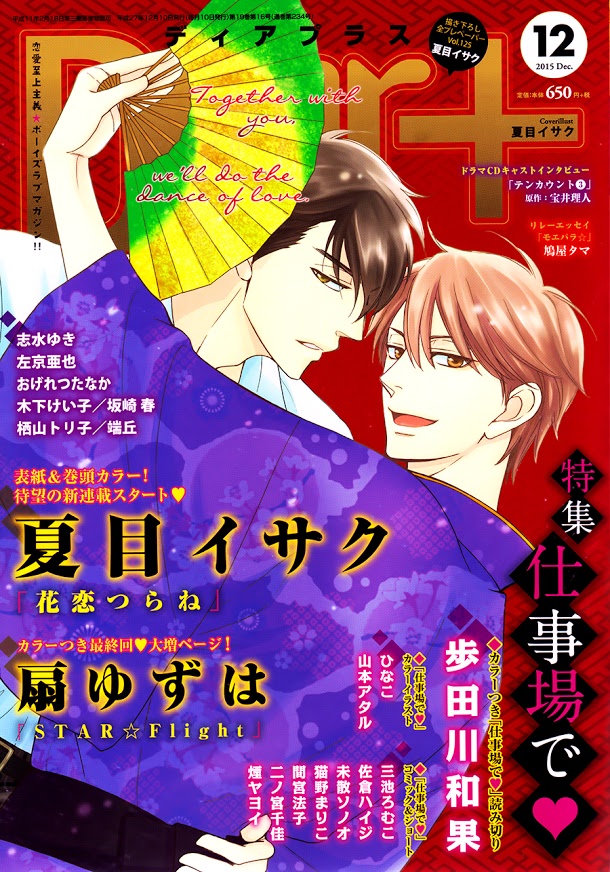 ディアプラス
Dear+
描き下ろし
全プレペーパー
Vol.125
夏目イサク
12
2015 Dec.
定価:本体650円+税
Coverillust
夏目イサク
恋愛至上主義★ボーイズラブマガジン!!
Together with
you,
we'll do the
dance of love.
ドラマCDキャストインタビュー
「テンカウント❸」
原作:宝井理人
リレーエッセイ
「モエパラ☆」
鳩屋タマ
志水ゆき
左京亜也
おげれつたなか
木下けい子/坂崎 春
栖山トリ子/端丘
表紙&巻頭カラー!
待望の新連載スタート♥
夏目イサク
「花恋つらね」
カラーつき最終回♥大増ページ!
扇ゆずは
「STAR☆Flight」
特集 仕事場で♥
◆カラーつき「仕事場で♥」読み切り
歩田川和果
◆「仕事場で♥」
カラーイラスト
ひなこ
山本アタル
◆「仕事場で♥」
コミック&ショート
三池ろむこ
佐倉ハイジ
未散ソノオ
猫野まりこ
間宮法子
二ノ宮千佳
煙ヤヨイ